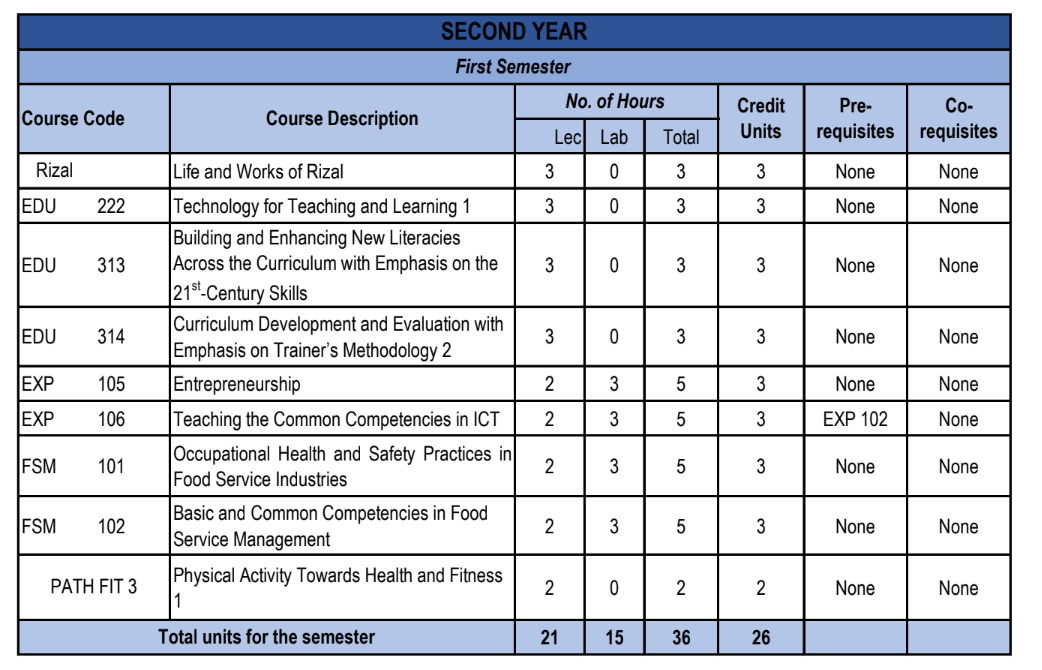 SECOND YEAR
First Semester
Course Code Course Description No. of Hours Credit Units Pre-requisites Co-requisites
Lec Lab Total
Rizal Life and Works of Rizal 3 0 3 3 None None
EDU 222 Technology for Teaching and Learning 1 3 0 3 3 None None
EDU 313 Building and Enhancing New Literacies
Across the Curriculum with Emphasis on the
21st-Century Skills 3 0 3 3 None None
EDU 314 Curriculum Development and Evaluation with
Emphasis on Trainer's Methodology 2 3 0 3 3 None None
EXP 105 Entrepreneurship 2 3 5 3 None None
EXP 106 Teaching the Common Competencies in ICT 2 3 5 3 EXP 102 None
FSM 101 Occupational Health and Safety Practices in
Food Service Industries 2 3 5 3 None None
FSM 102 Basic and Common Competencies in Food
Service Management 2 3 5 3 None None
PATH FIT 3 Physical Activity Towards Health and Fitness
1 2 0 2 2 None None
Total units for the semester 21 15 36 26